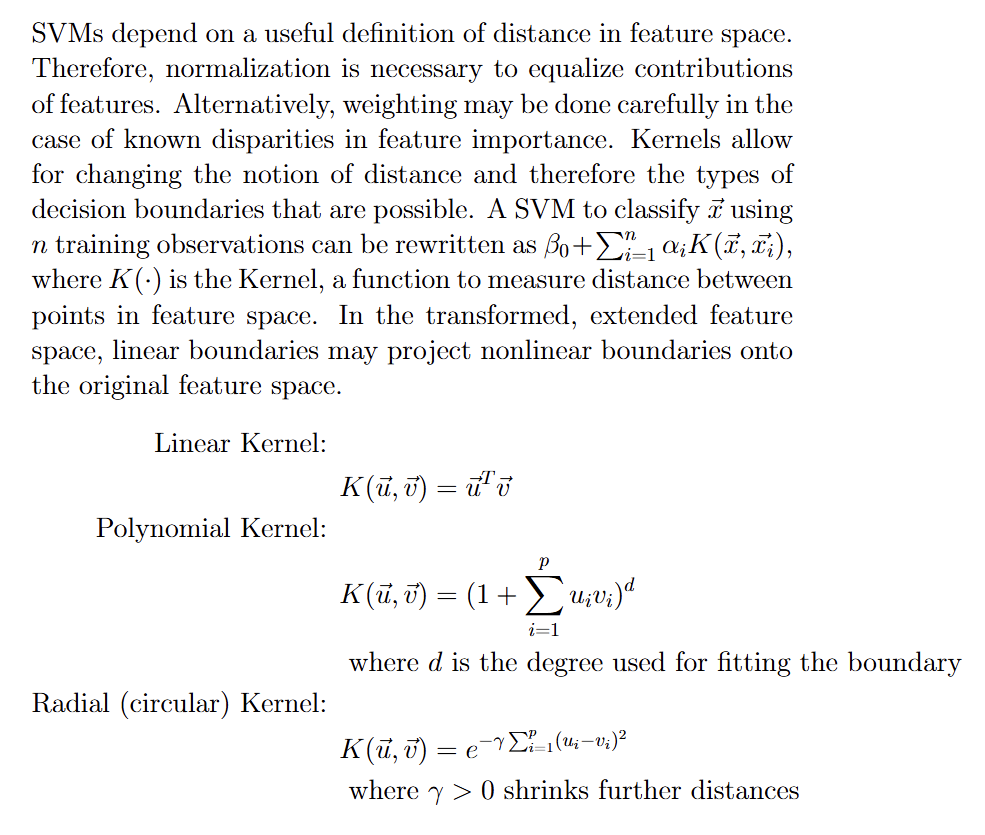 SVMs depend on a useful definition of distance in feature space.
Therefore, normalization is necessary to equalize contributions
of features. Alternatively, weighting may be done carefully in the
case of known disparities in feature importance. Kernels allow
for changing the notion of distance and therefore the types of
decision boundaries that are possible. A SVM to classify $\vec{x}$ using
$n$ training observations can be rewritten as $\beta_0 + \sum_{i=1}^{n} \alpha_i K(\vec{x}, \vec{x_i})$,
where $K(\cdot)$ is the Kernel, a function to measure distance between
points in feature space. In the transformed, extended feature
space, linear boundaries may project nonlinear boundaries onto
the original feature space.
Linear Kernel:
$K(\vec{u}, \vec{v}) = \vec{u}^T \vec{v}$
Polynomial Kernel:
$K(\vec{u}, \vec{v}) = (1 + \sum_{i=1}^{p} u_i v_i)^d$
where $d$ is the degree used for fitting the boundary
Radial (circular) Kernel:
$K(\vec{u}, \vec{v}) = e^{-\gamma \sum_{i=1}^{p} (u_i - v_i)^2}$
where $\gamma > 0$ shrinks further distances